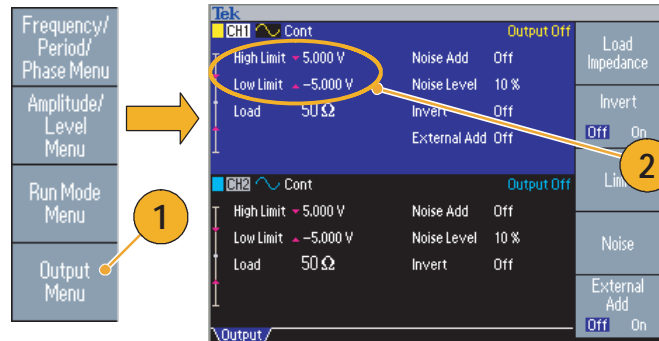 Frequency/
Period/
Phase Menu
Amplitude/
Level
Menu
Run Mode
Menu
Output
Menu
1
Tek
CH1 Cont Output Off
High Limit 5.000 V Noise Add Off
Low Limit -5.000 V Noise Level 10 %
Load 50 Ω Invert Off
External Add Off
CH2 Cont Output Off
High Limit 5.000 V Noise Add Off
Low Limit -5.000 V Noise Level 10 %
Load 50 Ω Invert Off
Output
Load
Impedance
Invert
Off On
2
Noise
External
Add
Off On